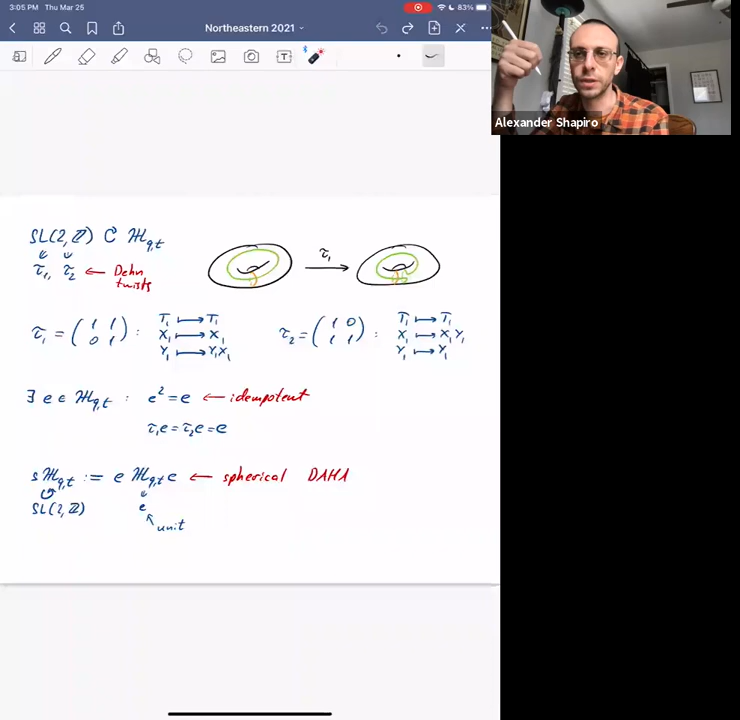 3:05 PM Thu Mar 25
83%
Northeastern 2021
Alexander Shapiro
SL(2,ℤ) ↻ ℋq,t
τ₁, τ₂ ← Dehn twists
τ₁
τ₁ = ( 1 1 0 1 ) :
T₁ ↦ T₁
X₁ ↦ X₁
Y₁ ↦ Y₁X₁
τ₂ = ( 1 0 1 1 ) :
T₁ ↦ T₁
X₁ ↦ X₁Y₁
Y₁ ↦ Y₁
∃ e ∈ ℋq,t : e² = e ← idempotent
τ₁e = τ₂e = e
sℋq,t := e ℋq,t e ← spherical DAHA
SL(2,ℤ)
e
unit